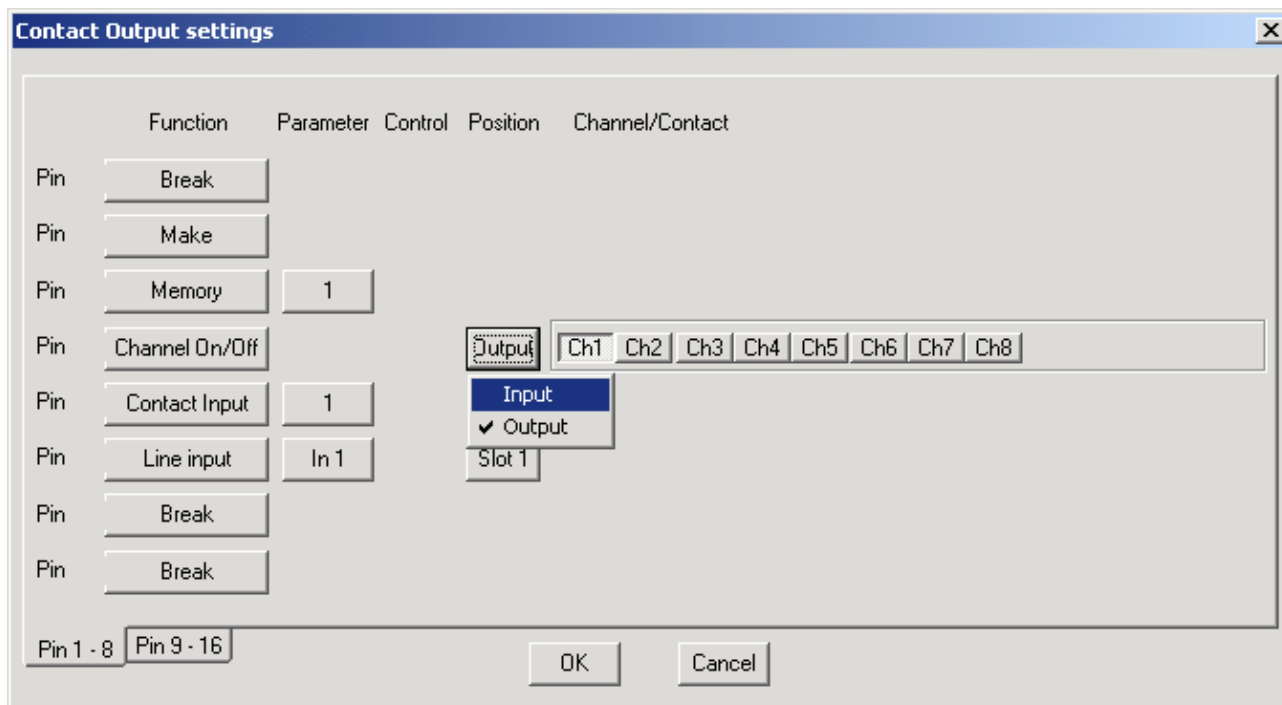 Contact Output settings
Function Parameter Control Position Channel/Contact
Pin Break
Pin Make
Pin Memory 1
Pin Channel On/Off Output Ch1 Ch2 Ch3 Ch4 Ch5 Ch6 Ch7 Ch8
Input
Pin Contact Input 1
✔ Output
Pin Line input In 1 Slot 1
Pin Break
Pin Break
Pin 1 - 8 Pin 9 - 16
OK Cancel